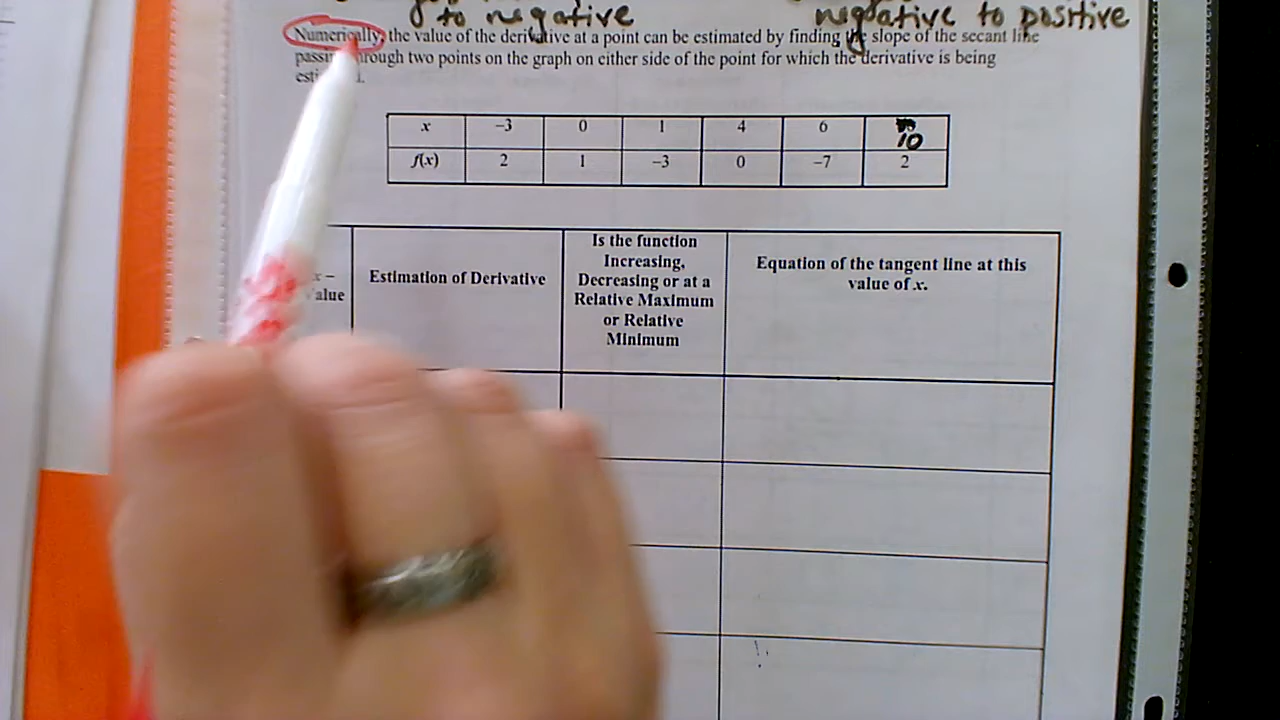 to negative negative to positive
Numerically, the value of the derivative at a point can be estimated by finding the slope of the secant line
through two points on the graph on either side of the point for which the derivative is being
x −3 0 1 4 6 10
f(x) 2 1 −3 0 −7 2
Estimation of Derivative
Is the function
Increasing,
Decreasing or at a
Relative Maximum
or Relative
Minimum
Equation of the tangent line at this
value of x.